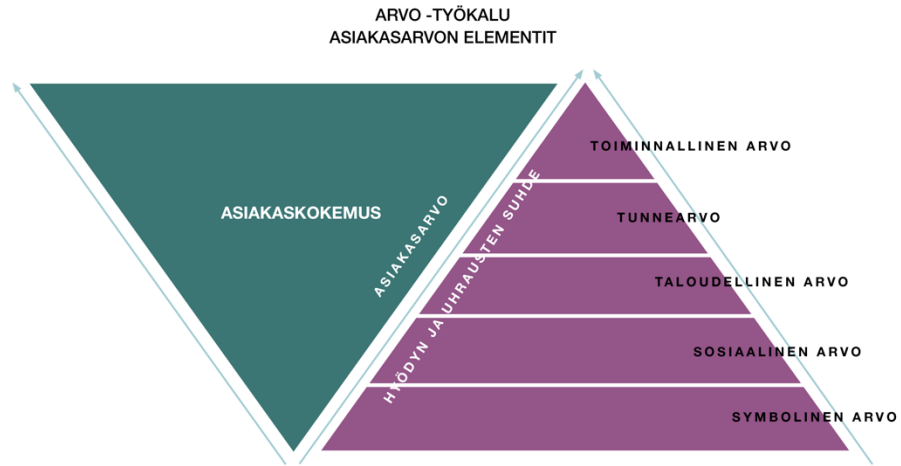 ARVO -TYÖKALU
ASIAKASARVON ELEMENTIT
ASIAKASKOKEMUS
ASIAKASARVO
HYÖDYN JA UHRAUSTEN SUHDE
TOIMINNALLINEN ARVO
TUNNEARVO
TALOUDELLINEN ARVO
SOSIAALINEN ARVO
SYMBOLINEN ARVO